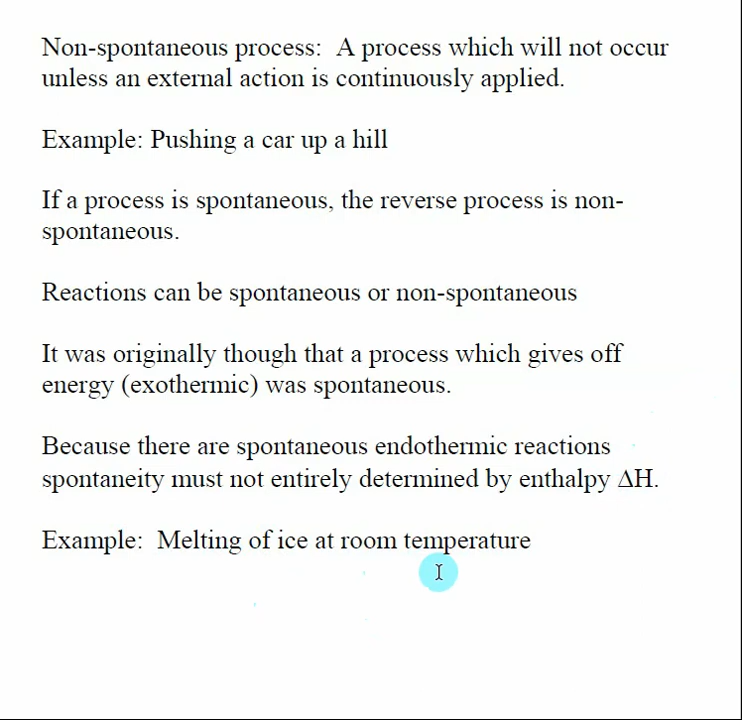 Non-spontaneous process:  A process which will not occur
unless an external action is continuously applied.
Example: Pushing a car up a hill
If a process is spontaneous, the reverse process is non-
spontaneous.
Reactions can be spontaneous or non-spontaneous
It was originally though that a process which gives off
energy (exothermic) was spontaneous.
Because there are spontaneous endothermic reactions
spontaneity must not entirely determined by enthalpy ΔH.
Example:  Melting of ice at room temperature